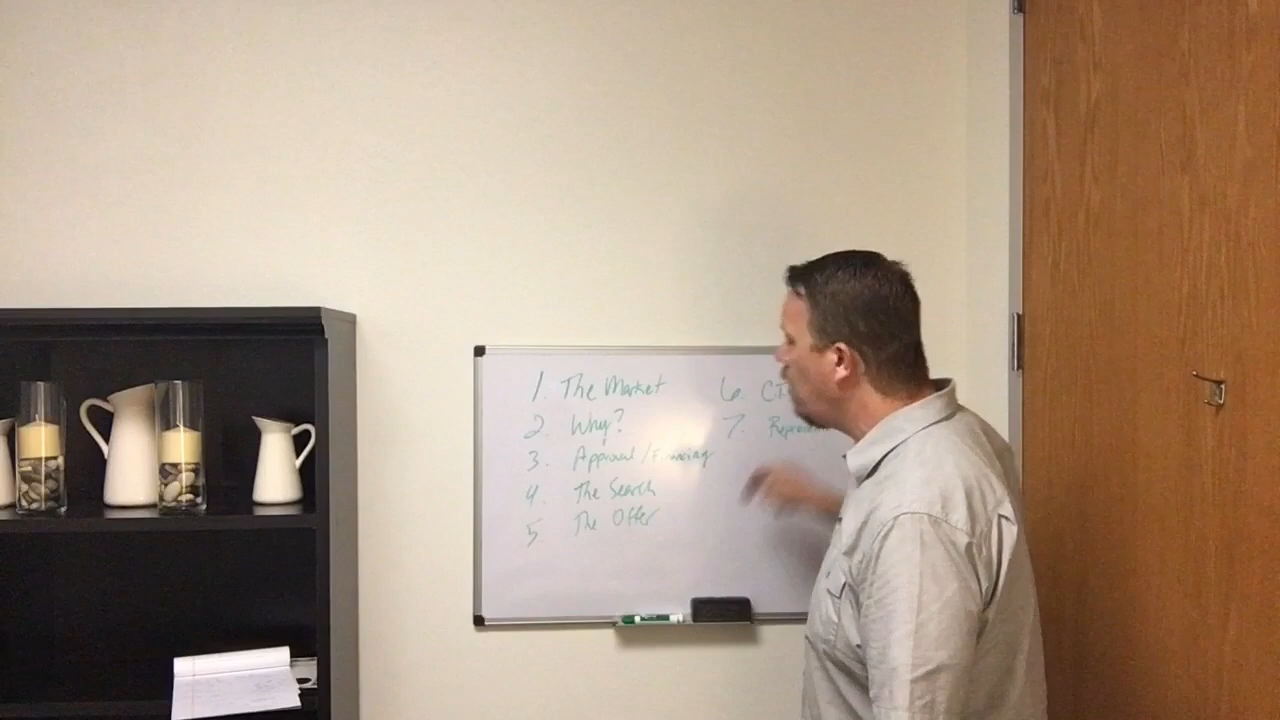 1. The Market
2. Why?
3. Approval/Financing
4. The Search
5 The Offer
6.
7.